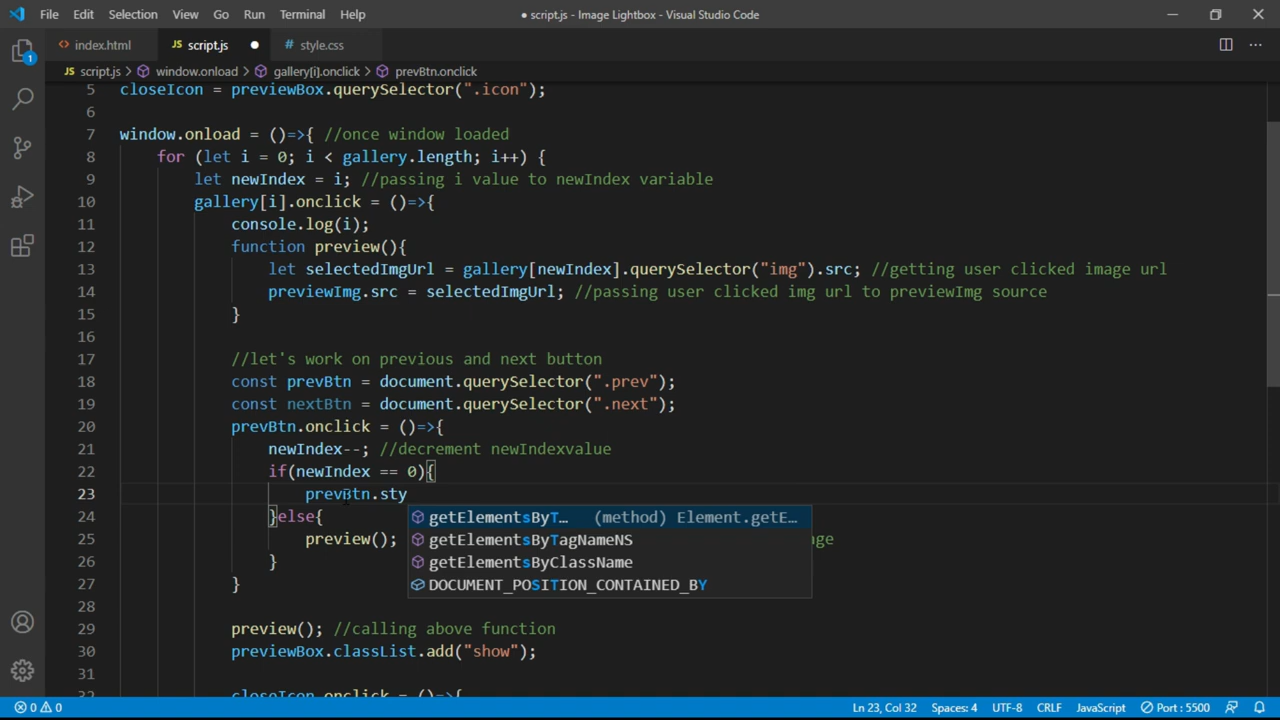 File Edit Selection View Go Run Terminal Help ● script.js - Image Lightbox - Visual Studio Code
<> index.html JS script.js ● # style.css
JS script.js > window.onload > gallery[i].onclick > prevBtn.onclick
5 closeIcon = previewBox.querySelector(".icon");
6
7 window.onload = ()=>{ //once window loaded
8 for (let i = 0; i < gallery.length; i++) {
9 let newIndex = i; //passing i value to newIndex variable
10 gallery[i].onclick = ()=>{
11 console.log(i);
12 function preview(){
13 let selectedImgUrl = gallery[newIndex].querySelector("img").src; //getting user clicked image url
14 previewImg.src = selectedImgUrl; //passing user clicked img url to previewImg source
15 }
16
17 //let's work on previous and next button
18 const prevBtn = document.querySelector(".prev");
19 const nextBtn = document.querySelector(".next");
20 prevBtn.onclick = ()=>{
21 newIndex--; //decrement newIndexvalue
22 if(newIndex == 0){
23 prevBtn.sty
24 }else{
getElementsByT... (method) Element.getE...
25 preview();
getElementsByTagNameNS
26 }
getElementsByClassName
27 }
DOCUMENT_POSITION_CONTAINED_BY
28
29 preview(); //calling above function
30 previewBox.classList.add("show");
31
32 closeIcon.onclick = ()=>{
1
0 0 Ln 23, Col 32 Spaces: 4 UTF-8 CRLF JavaScript Port : 5500